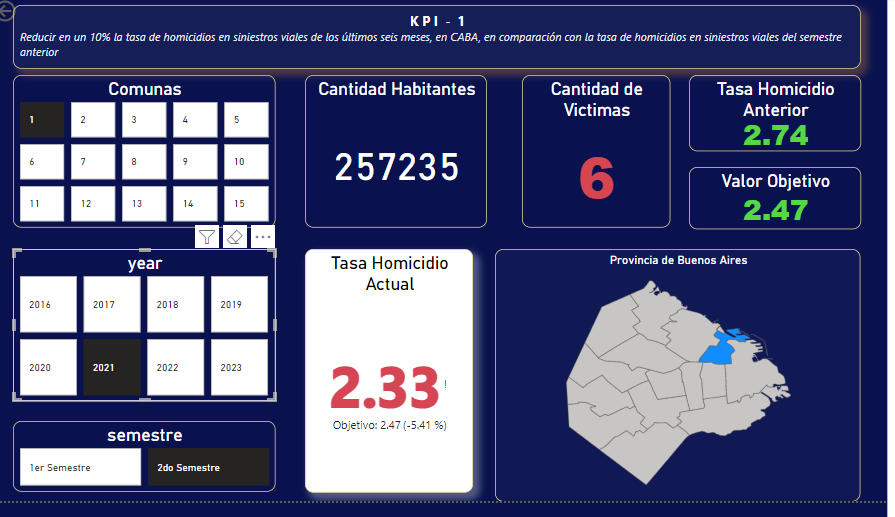 KPI - 1
Reducir en un 10% la tasa de homicidios en siniestros viales de los últimos seis meses, en CABA, en comparación con la tasa de homicidios en siniestros viales del semestre
anterior
Comunas
1 2 3 4 5
6 7 8 9 10
11 12 13 14 15
Cantidad Habitantes
257235
Cantidad de
Victimas
6
Tasa Homicidio
Anterior
2.74
Valor Objetivo
2.47
year
2016 2017 2018 2019
2020 2021 2022 2023
semestre
1er Semestre 2do Semestre
Tasa Homicidio
Actual
2.33 !
Objetivo: 2.47 (-5.41 %)
Provincia de Buenos Aires